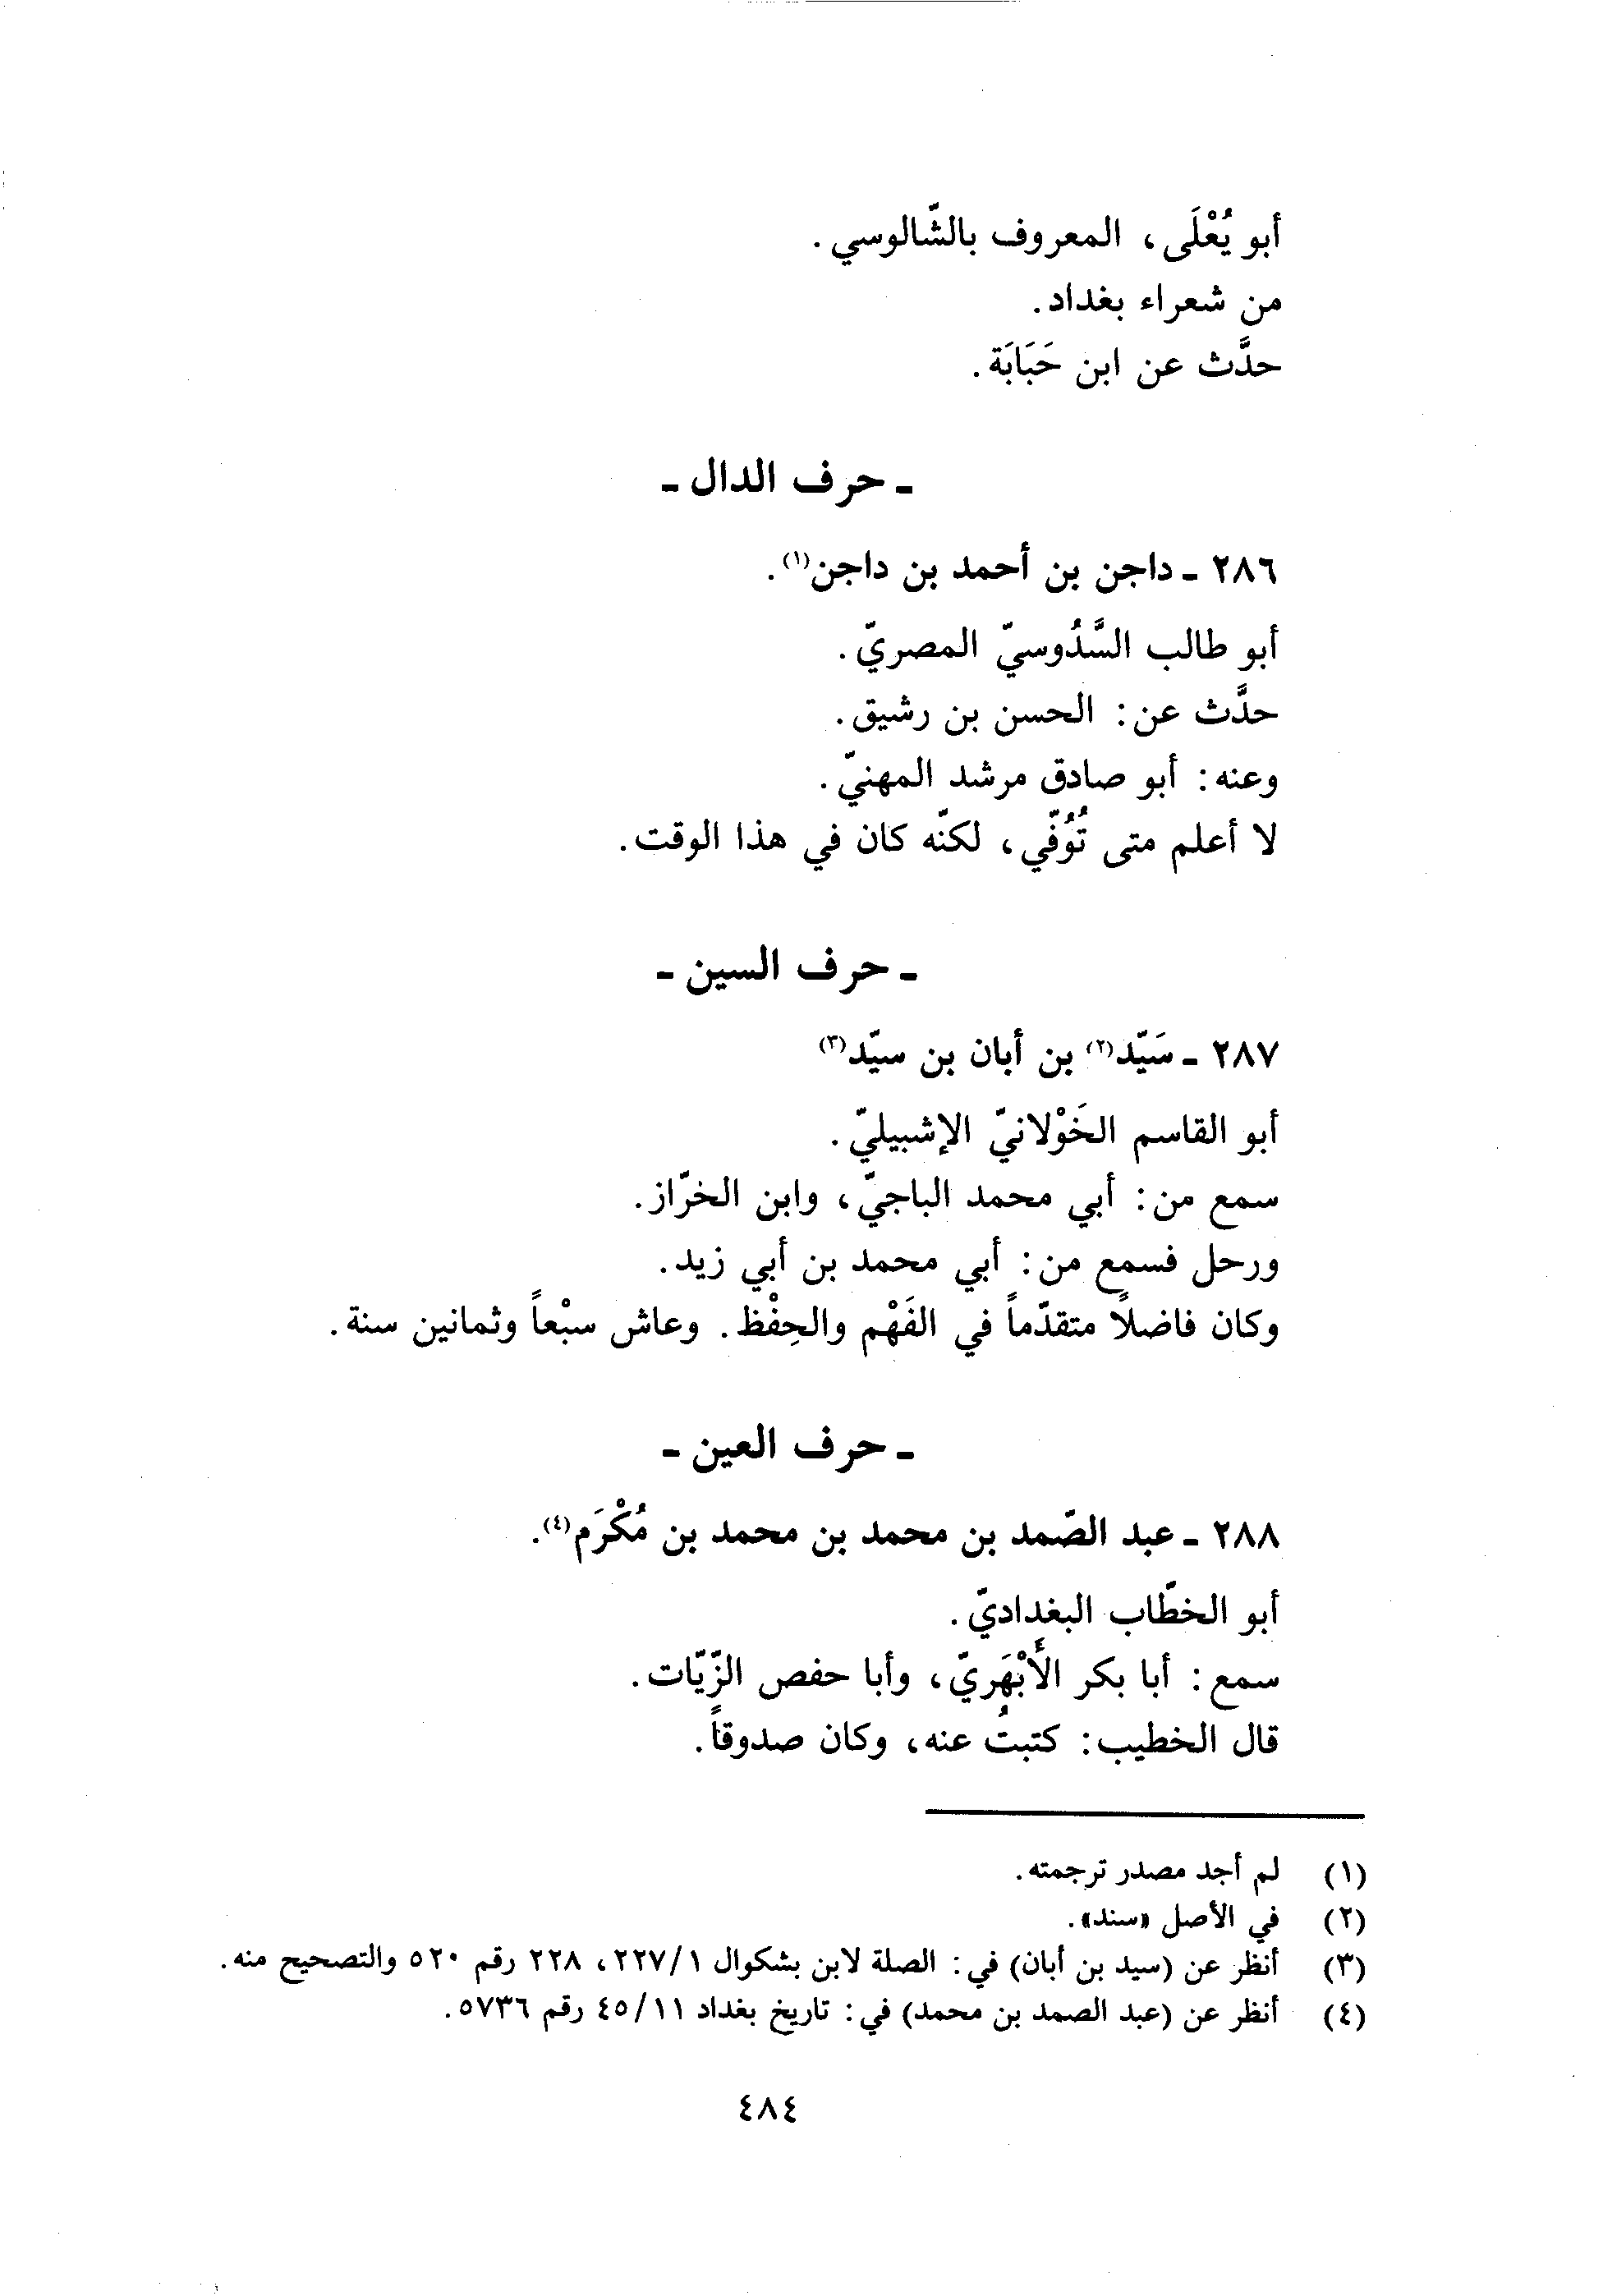 أبو يُعْلَى، المعروف بالشّالوسي.
من شعراء بغداد.
حدَّث عن ابن حَبَابَة.
ـ حرف الدال ـ
٢٨٦ ـ داجن بن أحمد بن داجن(١).
أبو طالب السَّدُوسيّ المصريّ.
حدَّث عن: الحسن بن رشيق.
وعنه: أبو صادق مرشد المهنيّ.
لا أعلم متى تُوُفّي، لكنّه كان في هذا الوقت.
ـ حرف السين ـ
٢٨٧ ـ سَيّد(٢) بن أبان بن سيّد(٣)
أبو القاسم الخَوْلانيّ الإشبيليّ.
سمع من: أبي محمد الباجيّ، وابن الخرّاز.
ورحل فسمع من: أبي محمد بن أبي زيد.
وكان فاضلاً متقدّماً في الفَهْم والحِفْظ. وعاش سبْعاً وثمانين سنة.
ـ حرف العين ـ
٢٨٨ ـ عبد الصّمد بن محمد بن محمد بن مُكْرَم(٤).
أبو الخطّاب البغداديّ.
سمع: أبا بكر الأَبْهَريّ، وأبا حفص الزّيّات.
قال الخطيب: كتبتُ عنه، وكان صدوقاً.
(١) لم أجد مصدر ترجمته.
(٢) في الأصل «سند».
(٣) أنظر عن (سيد بن أبان) في: الصلة لابن بشكوال ٢٢٧/١، ٢٢٨ رقم ٥٢٠ والتصحيح منه.
(٤) أنظر عن (عبد الصمد بن محمد) في: تاريخ بغداد ٤٥/١١ رقم ٥٧٣٦.
٤٨٤